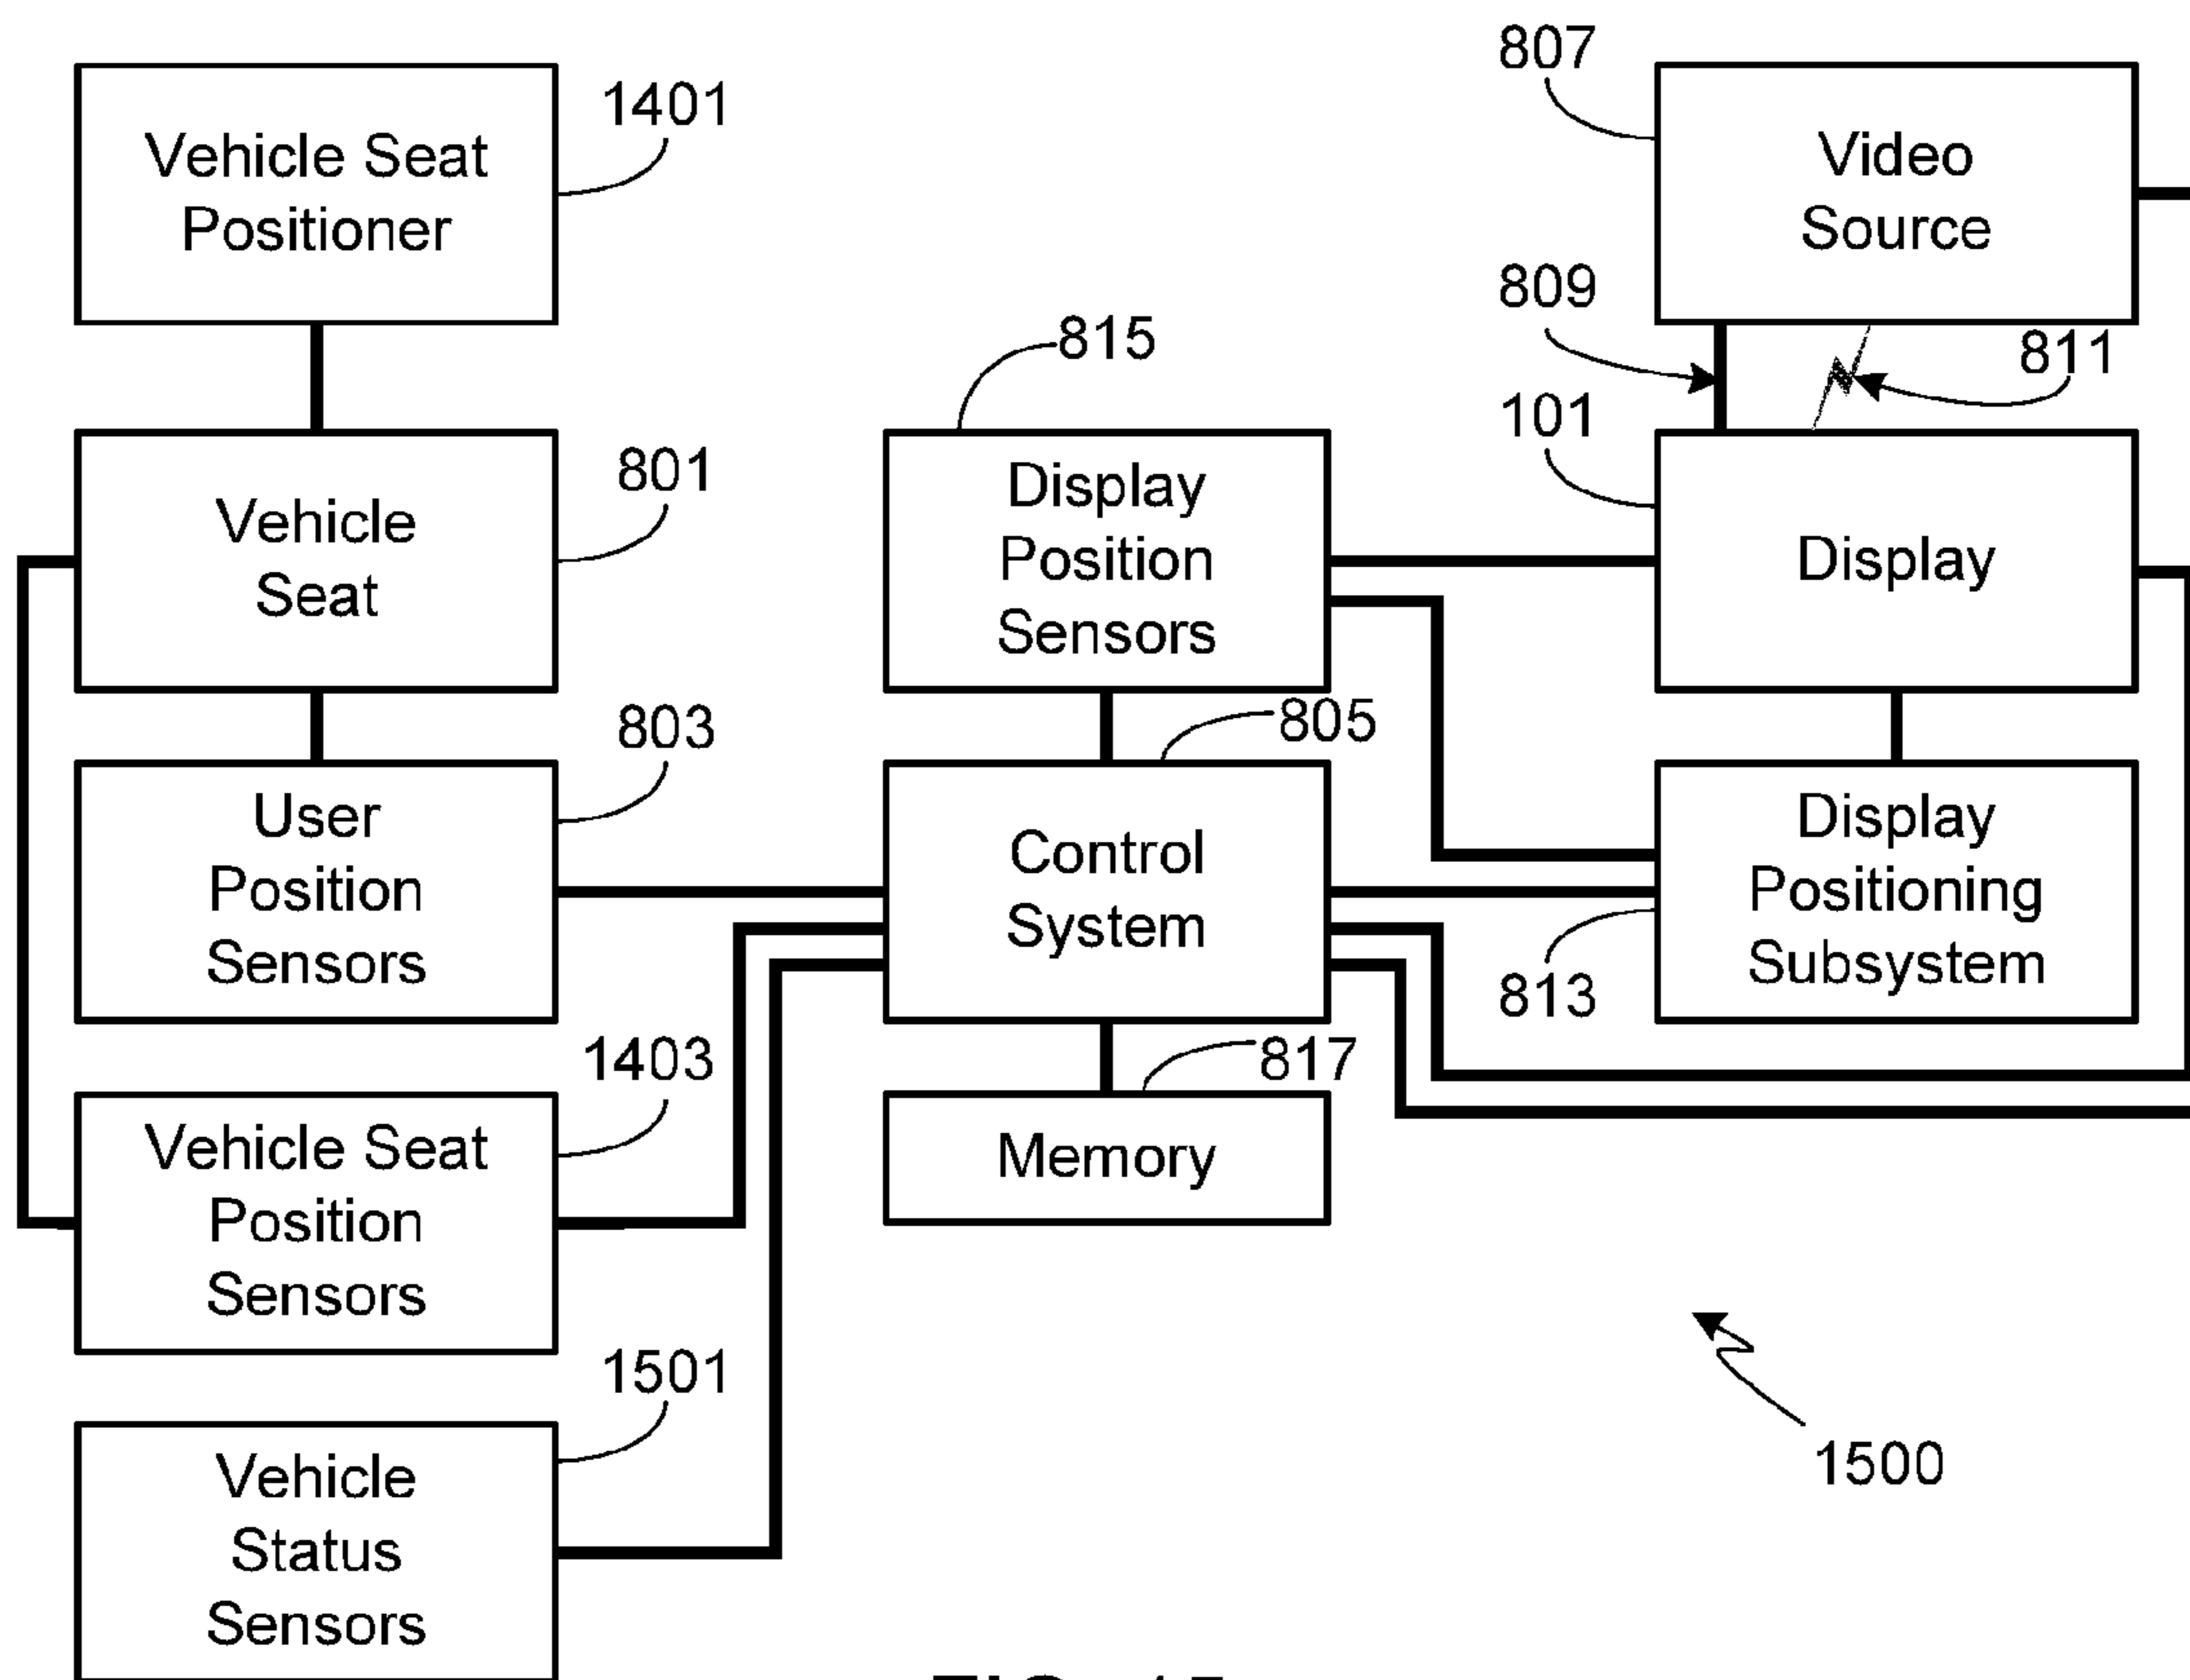 Vehicle Seat
Positioner
1401
807
Video
Source
809
811
815
101
Vehicle
Seat
801
Display
Position
Sensors
Display
803
805
User
Position
Sensors
Control
System
Display
Positioning
Subsystem
813
1403
817
Vehicle Seat
Position
Sensors
Memory
1501
Vehicle
Status
Sensors
1500